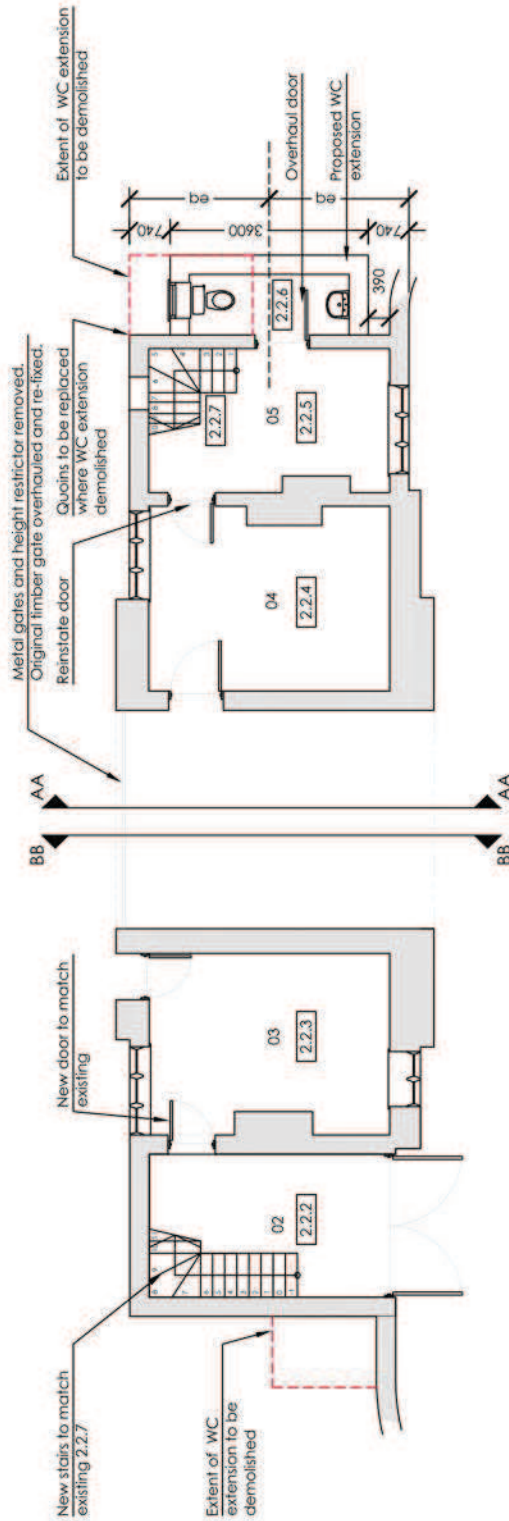 Metal gates and height restrictor removed.
Original timber gate overhauled and re-fixed.
Extent of WC extension
to be demolished
Quoins to be replaced
where WC extension
demolished
Reinstate door
New door to match
existing
New stairs to match
existing 2.2.7
Extent of WC
extension to be
demolished
Overhaul door
Proposed WC
extension
BB
AA
BB
AA
740
3600
740
390
eq
eq
02
2.2.2
03
2.2.3
04
2.2.4
05
2.2.5
2.2.6
2.2.7